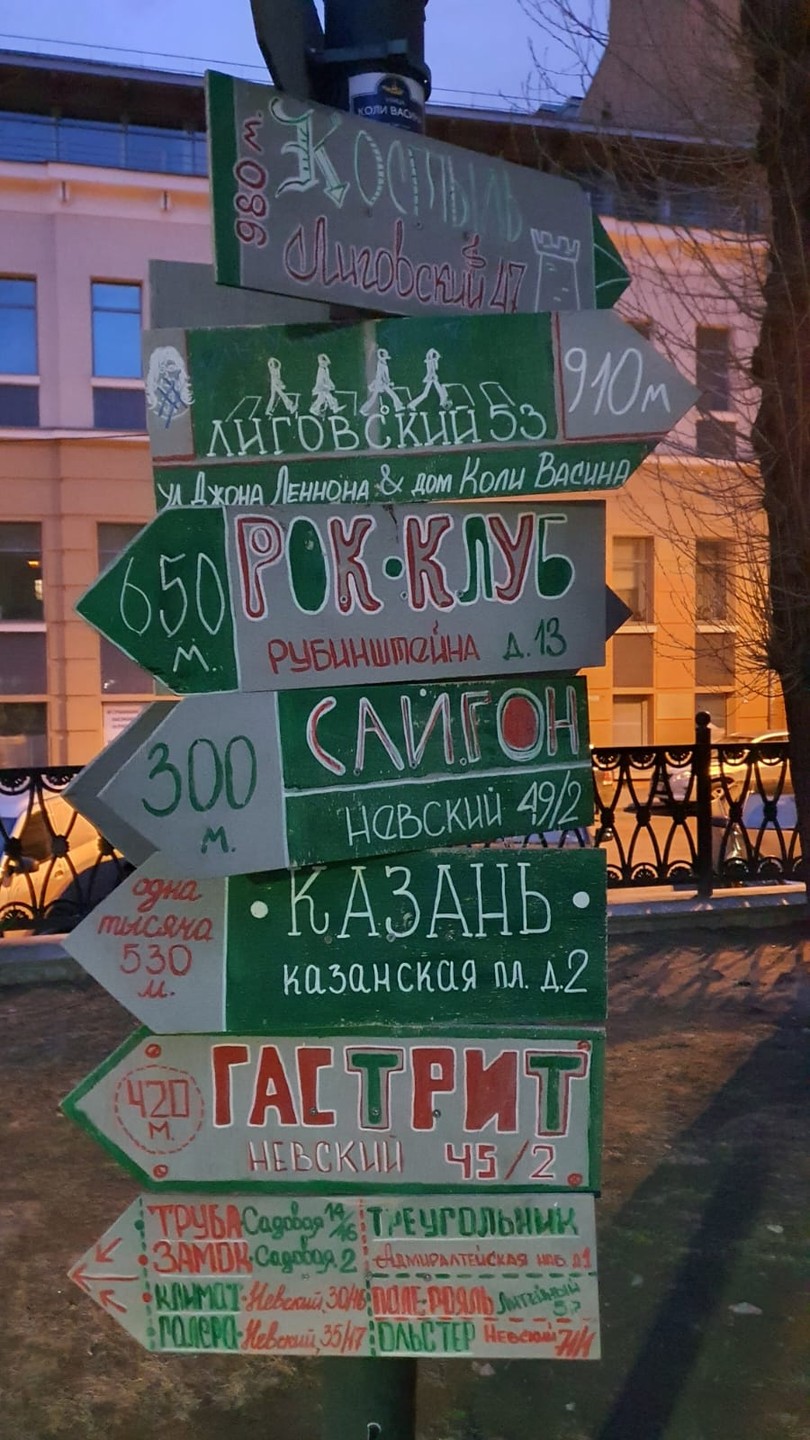 КОЛИ ВАСИНА
980 м.
Костыль
Лиговский 47
ЛИГОВСКИЙ 53
910 м
ул Джона Леннона & дом Коли Васина
650 м.
РОК·КЛУБ
РУБИНШТЕЙНА д.13
300 м.
САЙГОН
НЕВСКИЙ 49/2
одна
тысяча
530
м.
• КАЗАНЬ •
казанская пл. д.2
420 м.
ГАСТРИТ
НЕВСКИЙ 45/2
ТРУБА Садовая 14/16
ЗАМОК Садовая 2
КЛИМАТ Невский, 30/16
ГАЛЕРА Невский, 35/17
ТРЕУГОЛЬНИК
Адмиралтейская наб. д1
ПОЛЕ-РОЯЛЬ Литейный 57
ОЛЬСТЕР Невский 71/1